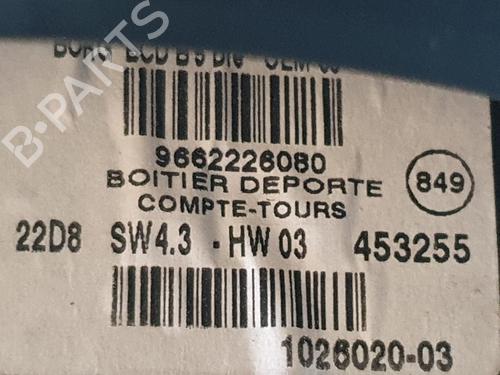 9662226080
BOITIER DEPORTE
COMPTE-TOURS
849
22D8 SW4.3 - HW 03 453255
1026020-03
B-PARTS